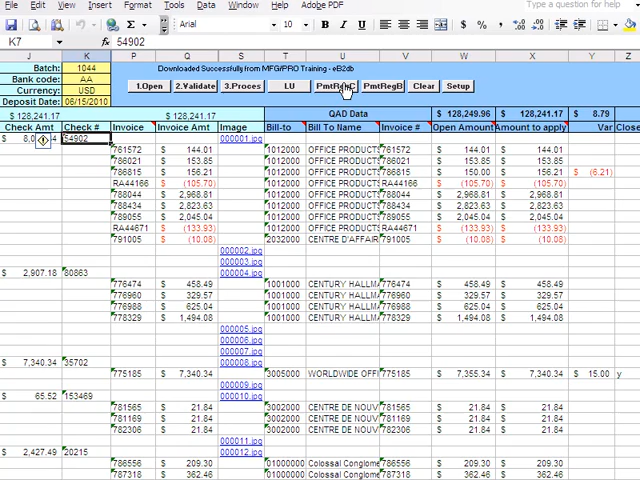 File Edit View Insert Format Tools Data Window Help Adobe PDF Type a question for help
Arial 10 B I U $ % ,
K7 54902
J K P Q S T U V W X Y Z
Batch: 1044 Downloaded Successfully from MFG/PRO Training - eB2db
Bank code: AA
Currency: USD 1.Open 2.Validate 3.Proces LU PmtRegB Clear Setup
Deposit Date: 06/15/2010
$ 128,241.17 $ 128,241.17 QAD Data $ 128,249.96 $ 128,241.17 $ 8.79
Check Amt Check # Invoice Invoice Amt Image Bill-to Bill To Name Invoice # Open Amount Amount to apply Var Close
$ 54902 000001.jpg
761572 $ 144.01 1012000 OFFICE PRODUCTS 761572 $ 144.01 $ 144.01
786021 $ 153.85 1012000 OFFICE PRODUCTS 786021 $ 153.85 $ 153.85
786815 $ 156.21 1012000 OFFICE PRODUCTS 786815 $ 150.00 $ 156.21 $ (6.21)
RA44166 $ (105.70) 1012000 OFFICE PRODUCTS RA44166 $ (105.70) $ (105.70)
788044 $ 2,968.81 1012000 OFFICE PRODUCTS 788044 $ 2,968.81 $ 2,968.81
788434 $ 2,823.63 1012000 OFFICE PRODUCTS 788434 $ 2,823.63 $ 2,823.63
789055 $ 2,045.04 1012000 OFFICE PRODUCTS 789055 $ 2,045.04 $ 2,045.04
RA44671 $ (133.93) 1012000 OFFICE PRODUCTS RA44671 $ (133.93) $ (133.93)
791005 $ (10.08) 2032000 CENTRE D'AFFAIR 791005 $ (10.08) $ (10.08)
000002.jpg
000003.jpg
$ 2,907.18 80863 000004.jpg
776474 $ 458.49 1001000 CENTURY HALLM 776474 $ 458.49 $ 458.49
776960 $ 329.57 1001000 CENTURY HALLM 776960 $ 329.57 $ 329.57
776988 $ 625.04 1001000 CENTURY HALLM 776988 $ 625.04 $ 625.04
778329 $ 1,494.08 1001000 CENTURY HALLM 778329 $ 1,494.08 $ 1,494.08
000005.jpg
000006.jpg
000007.jpg
$ 7,340.34 35702 000008.jpg
775185 $ 7,340.34 3005000 WORLDWIDE OFFI 775185 $ 7,355.34 $ 7,340.34 $ 15.00 y
000009.jpg
$ 65.52 153469 000010.jpg
781565 $ 21.84 3002000 CENTRE DE NOUV 781565 $ 21.84 $ 21.84
781169 $ 21.84 3002000 CENTRE DE NOUV 781169 $ 21.84 $ 21.84
782306 $ 21.84 3002000 CENTRE DE NOUV 782306 $ 21.84 $ 21.84
000011.jpg
$ 2,427.49 20215 000012.jpg
786556 $ 209.30 01000000 Colossal Conglome 786556 $ 209.30 $ 209.30
787318 $ 362.46 01000000 Colossal Conglome 787318 $ 362.46 $ 362.46